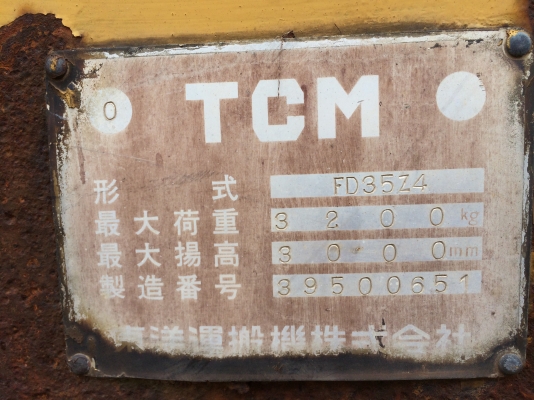 TCM
0
形式 FD35Z4
最大荷重 3200kg
最大揚高 3000mm
製造番号 39500651
洋運搬機株式会社